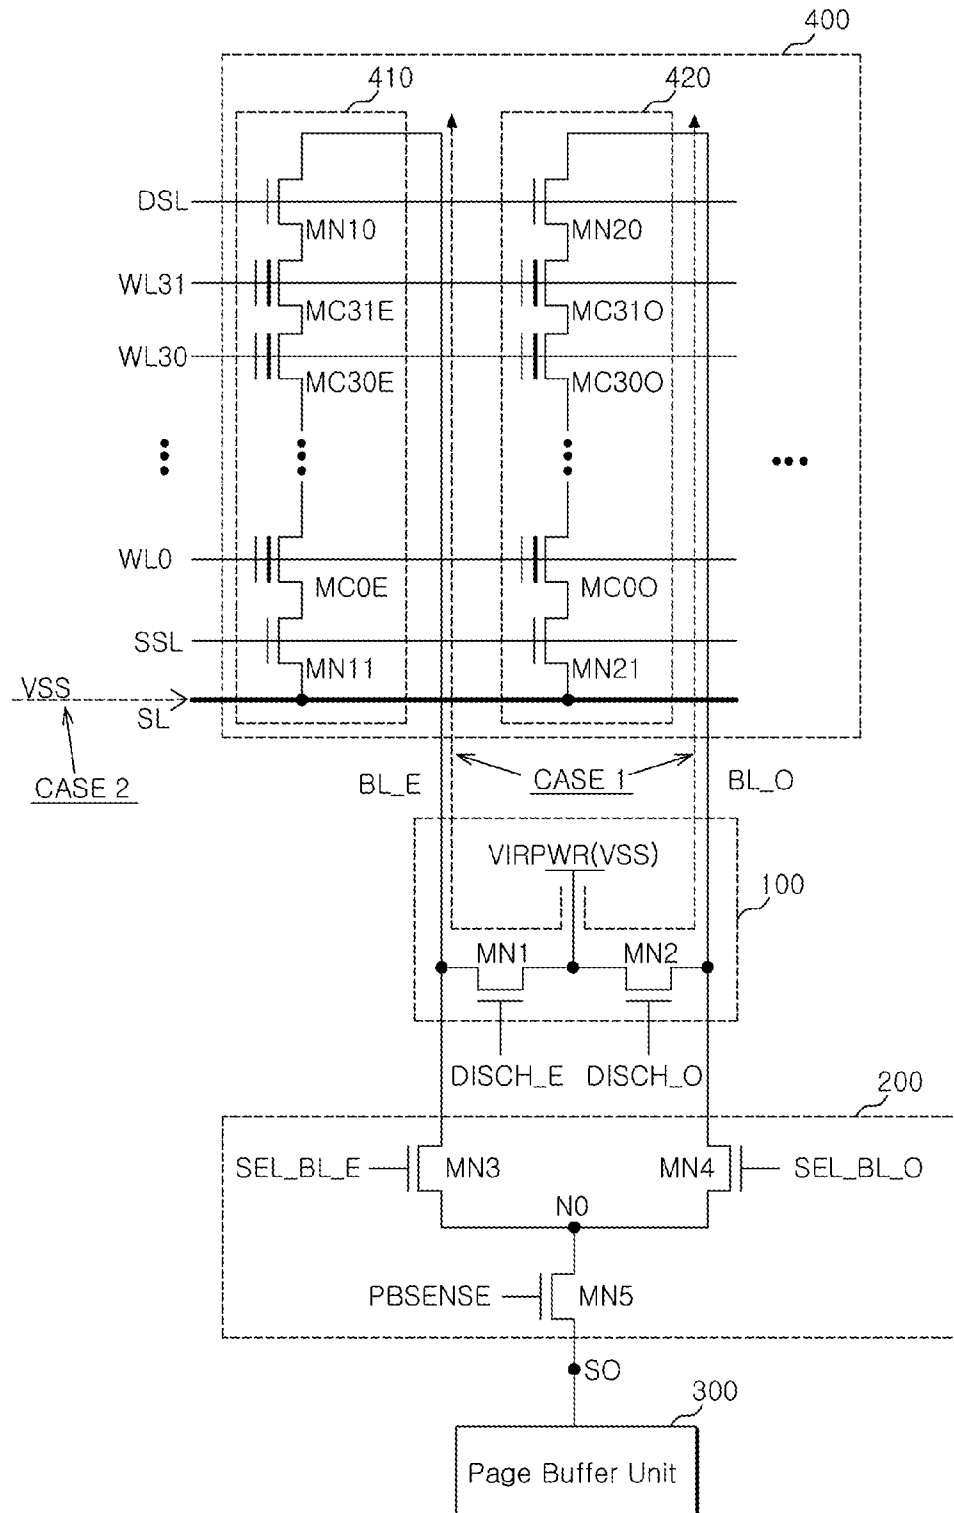 400
410
420
DSL
MN10
MN20
WL31
MC31E
MC31O
WL30
MC30E
MC30O
WL0
MC0E
MC0O
SSL
MN11
MN21
VSS
SL
CASE 2
BL_E
CASE 1
BL_O
VIRPWR(VSS)
100
MN1
MN2
DISCH_E
DISCH_O
200
SEL_BL_E
MN3
MN4
SEL_BL_O
N0
PBSENSE
MN5
SO
300
Page Buffer Unit